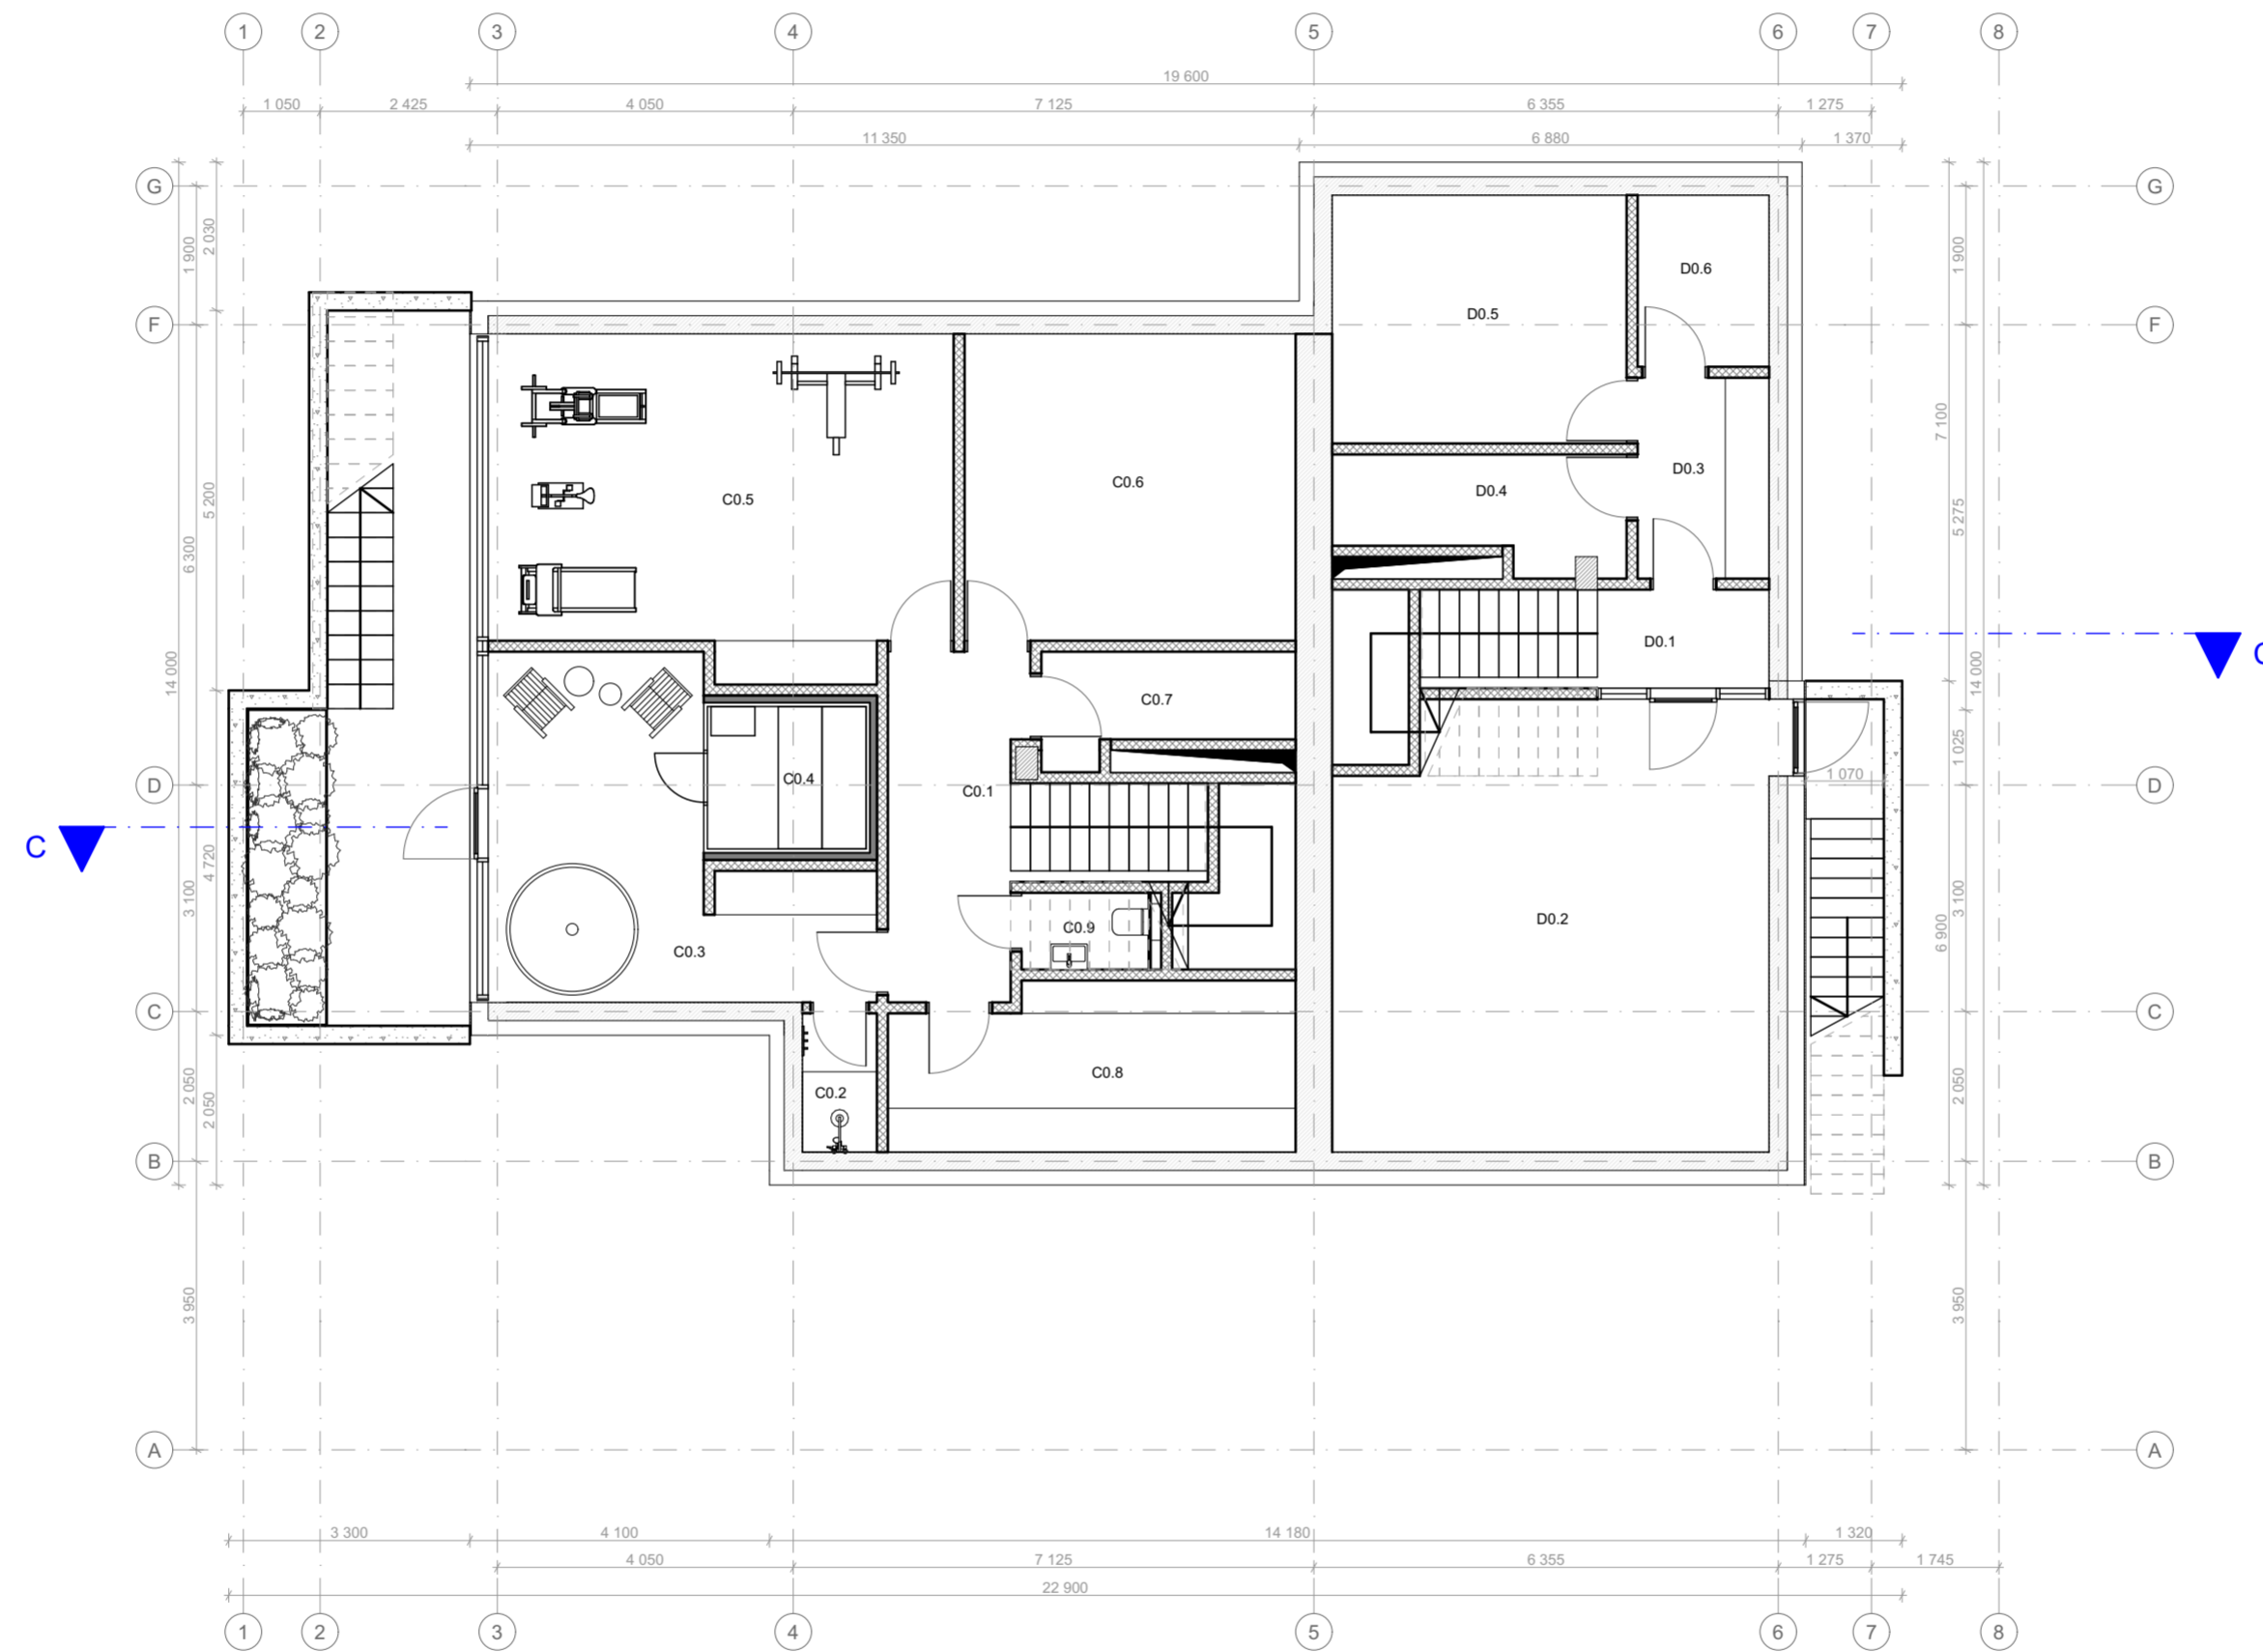 1 2 3 4 5 6 7 8
19 600
1 050 2 425 4 050 7 125 6 355 1 275
11 350 6 880 1 370
G G
2 030
1 900
1 900
D0.6
D0.5
F F
7 100
D0.3
C0.6
D0.4
C0.5
5 200
5 275
6 300
D0.1
C
14 000
14 000
C0.7
1 025
1 070
C0.4
D D
C0.1
C
4 720
3 100
3 100
6 900
D0.2
C0.9
C0.3
C C
C0.8
2 050
2 050
2 050
C0.2
B B
3 950
3 950
A A
3 300 4 100 14 180 1 320
4 050 7 125 6 355 1 275 1 745
22 900
1 2 3 4 5 6 7 8